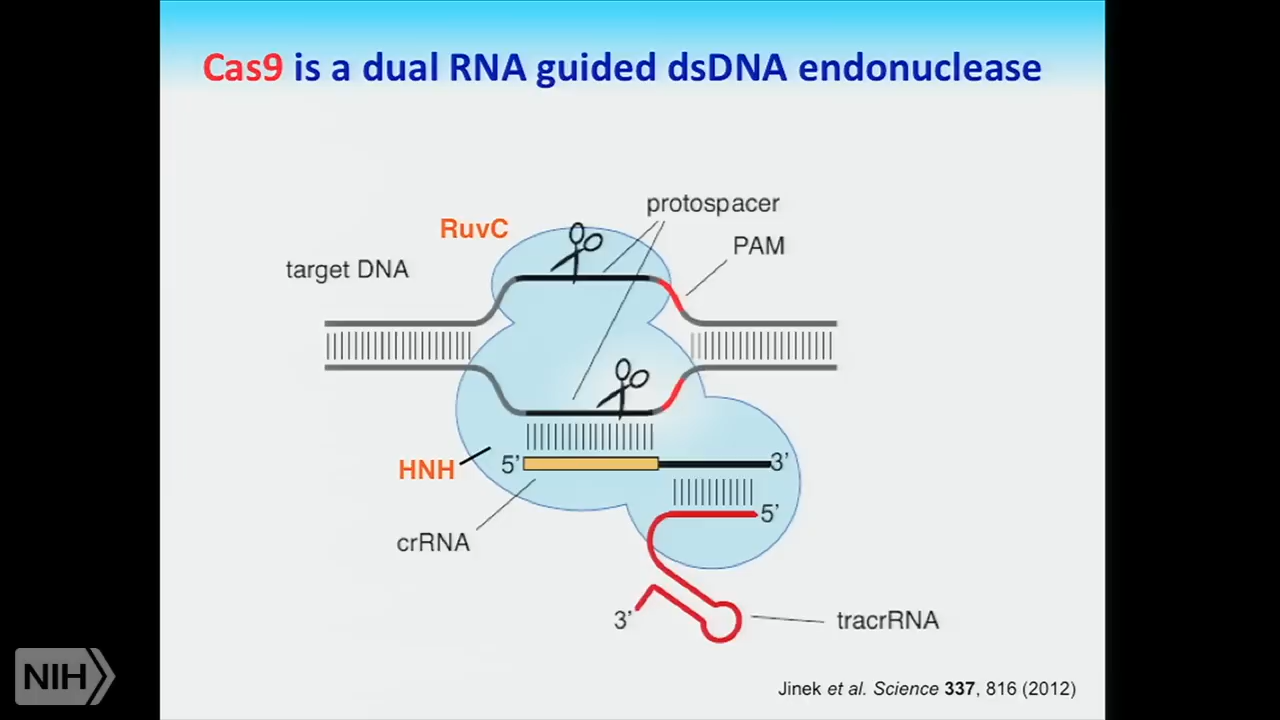 Cas9 is a dual RNA guided dsDNA endonuclease
protospacer
RuvC
PAM
target DNA
HNH
5’
3’
5’
crRNA
3’
tracrRNA
NIH
Jinek et al. Science 337, 816 (2012)